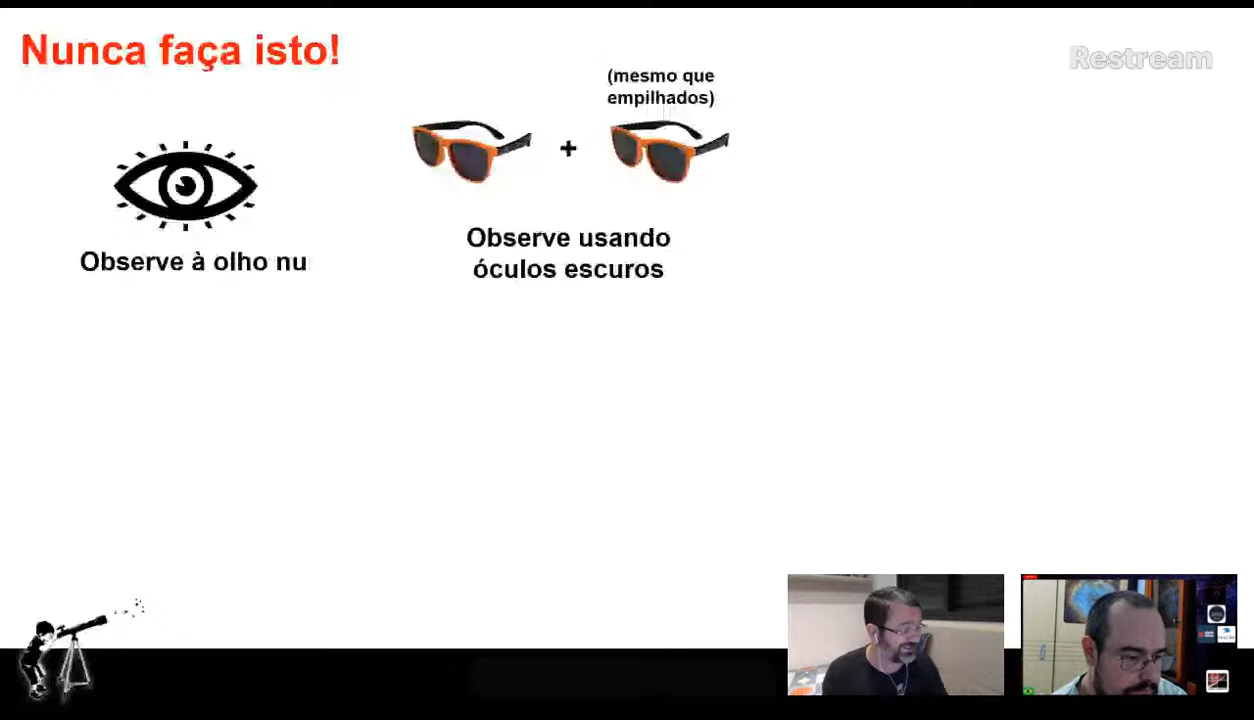 Nunca faça isto!
Restream
(mesmo que
empilhados)
+
Observe à olho nu
Observe usando
óculos escuros